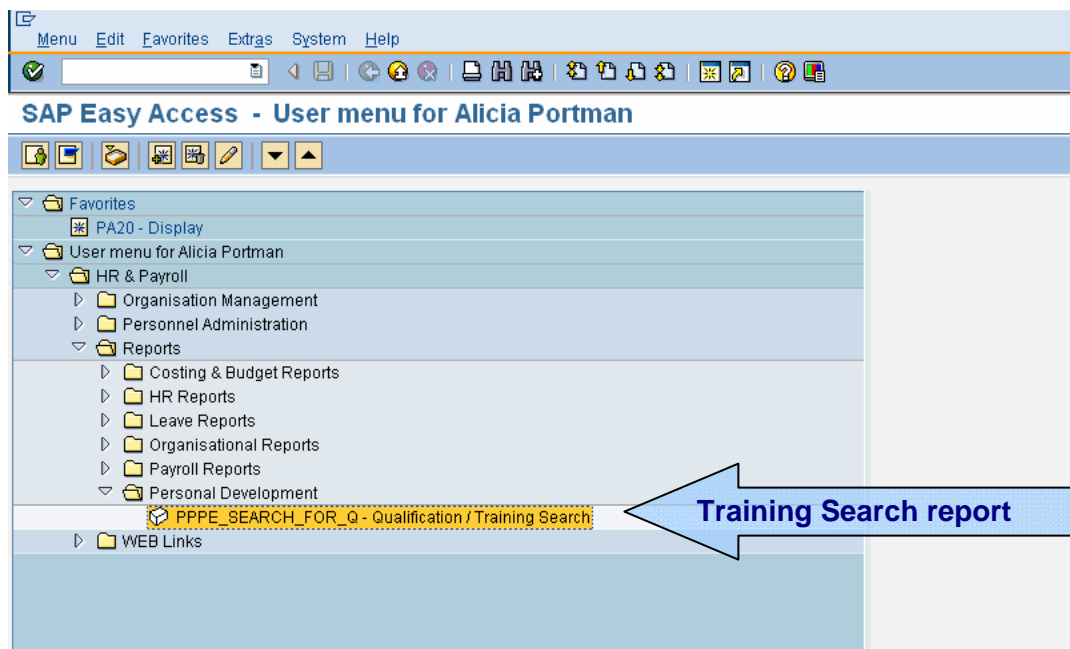 Menu Edit Favorites Extras System Help
SAP Easy Access - User menu for Alicia Portman
Favorites
PA20 - Display
User menu for Alicia Portman
HR & Payroll
Organisation Management
Personnel Administration
Reports
Costing & Budget Reports
HR Reports
Leave Reports
Organisational Reports
Payroll Reports
Personal Development
PPPE_SEARCH_FOR_Q - Qualification / Training Search
Training Search report
WEB Links